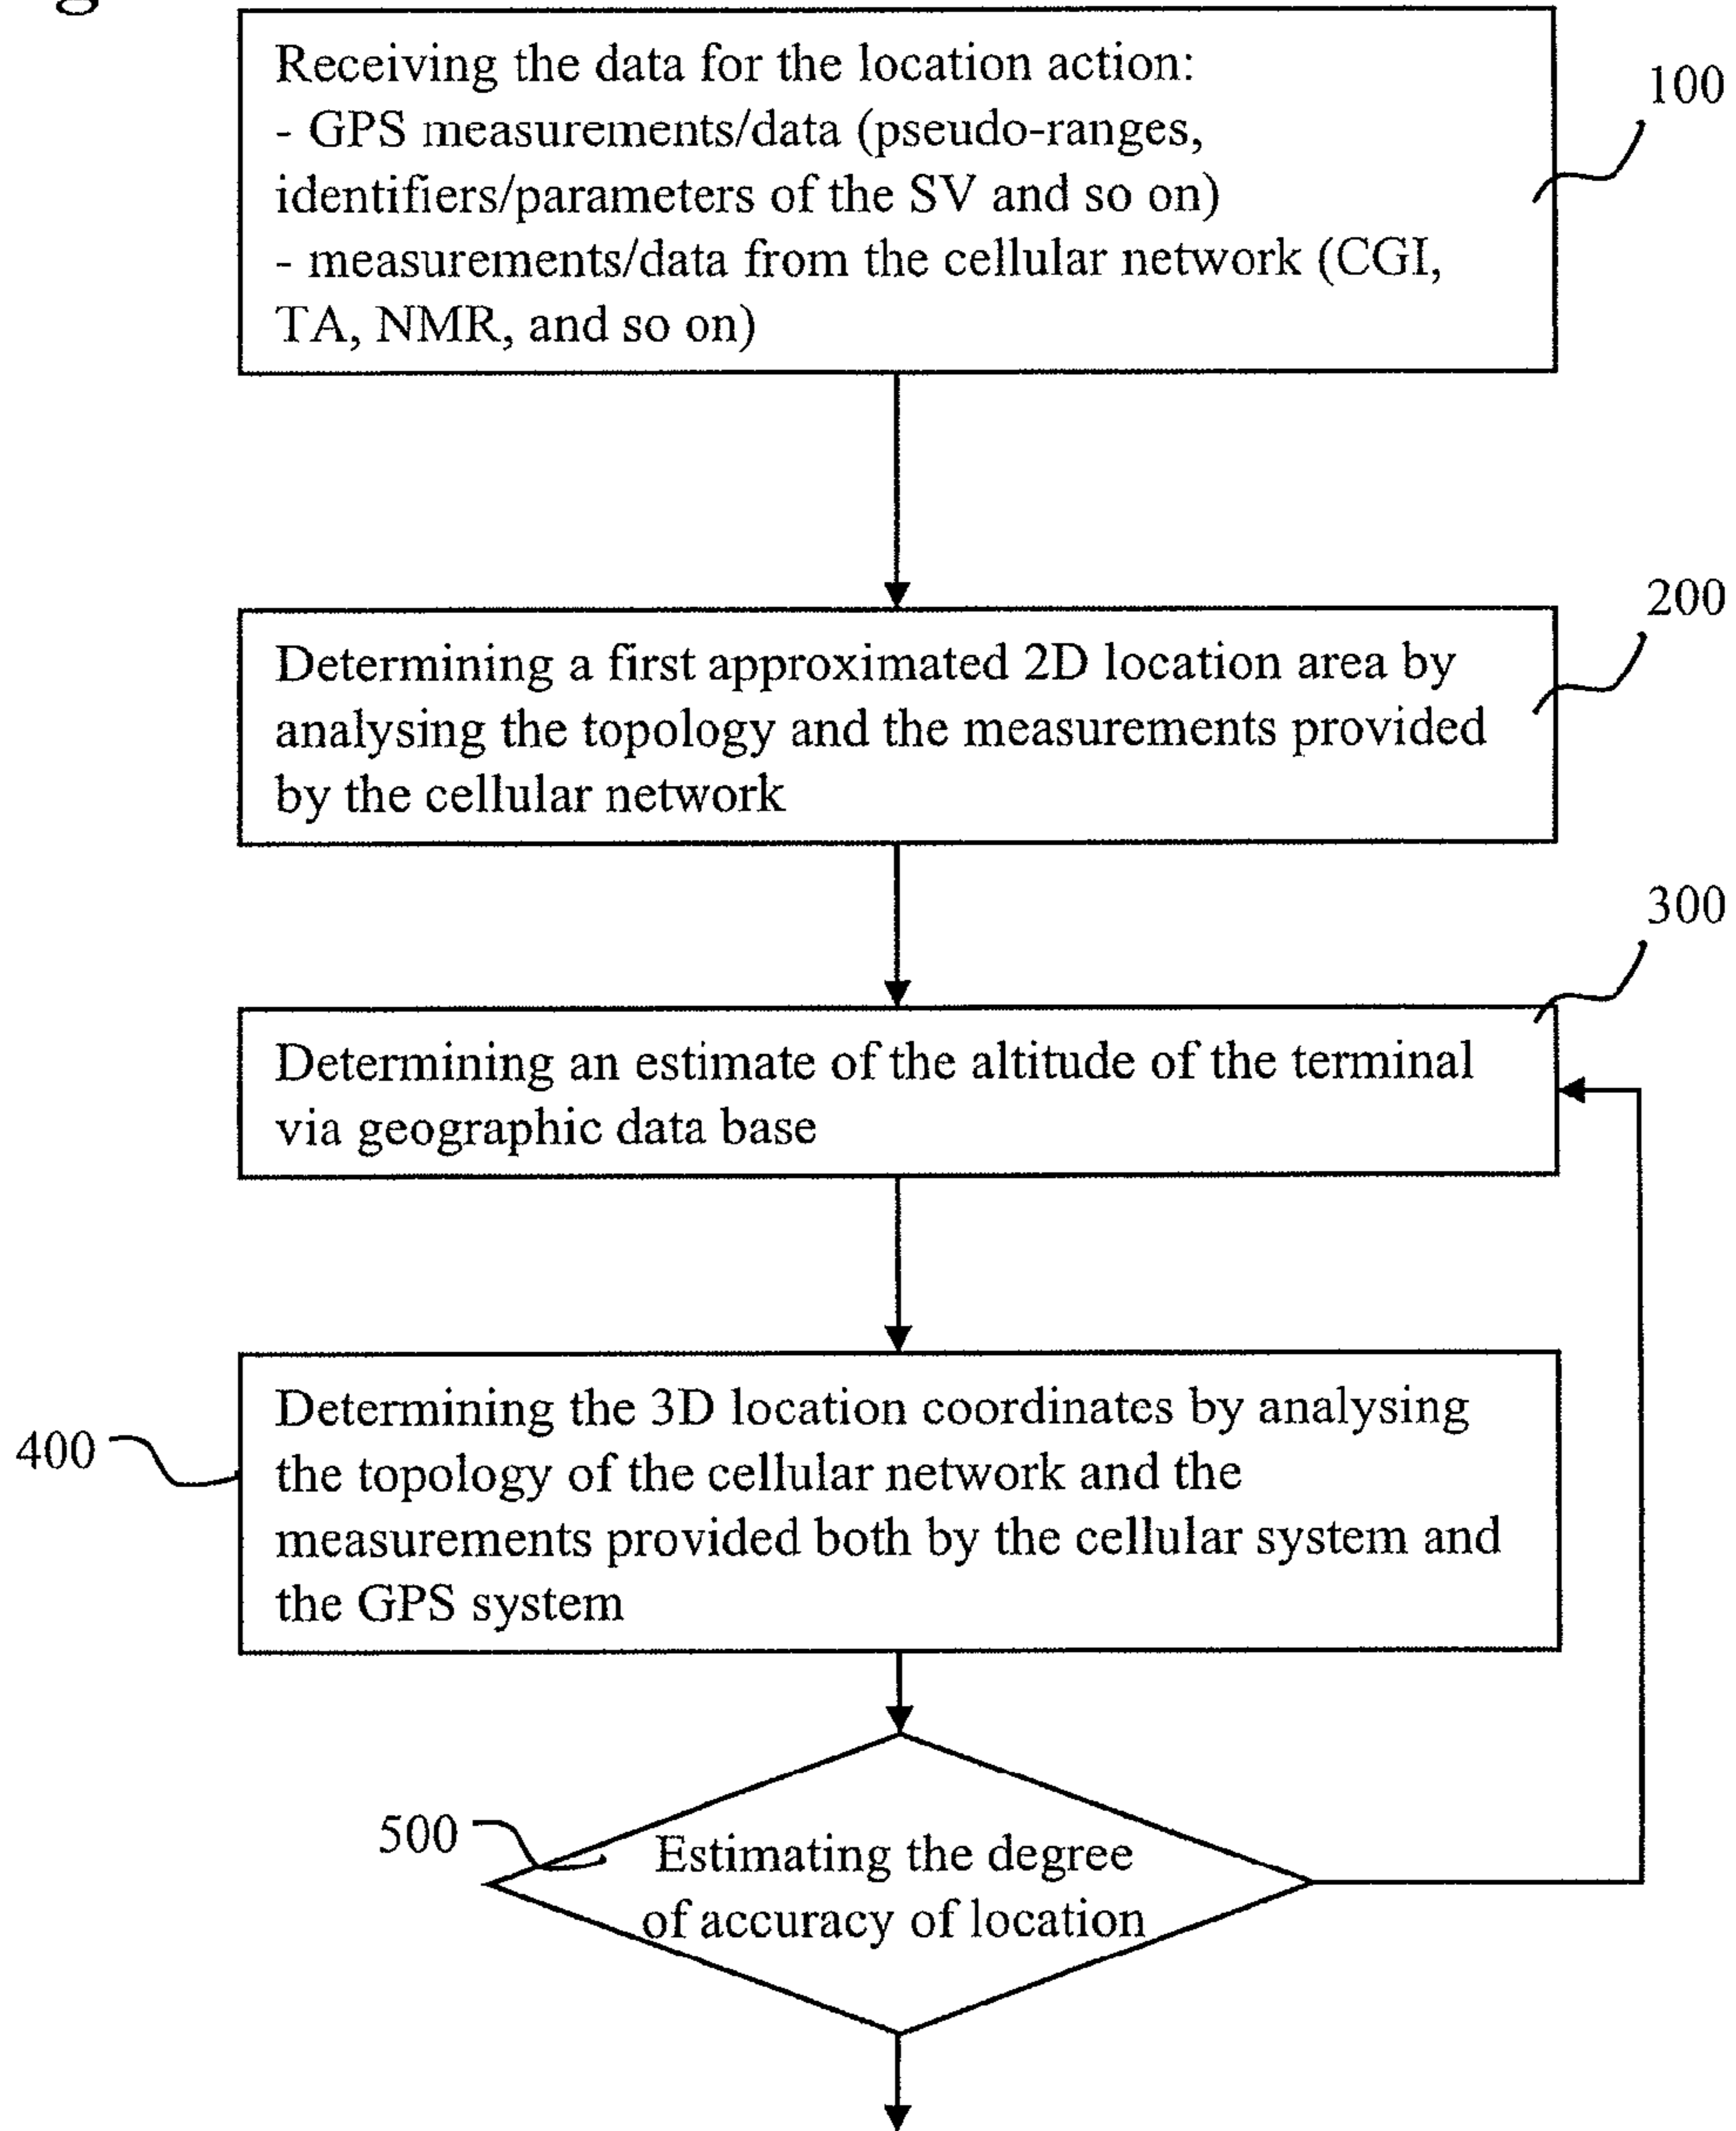 Receiving the data for the location action:
- GPS measurements/data (pseudo-ranges,
identifiers/parameters of the SV and so on)
- measurements/data from the cellular network (CGI,
TA, NMR, and so on)
100
Determining a first approximated 2D location area by
analysing the topology and the measurements provided
by the cellular network
200
Determining an estimate of the altitude of the terminal
via geographic data base
300
Determining the 3D location coordinates by analysing
the topology of the cellular network and the
measurements provided both by the cellular system and
the GPS system
400
500
Estimating the degree
of accuracy of location